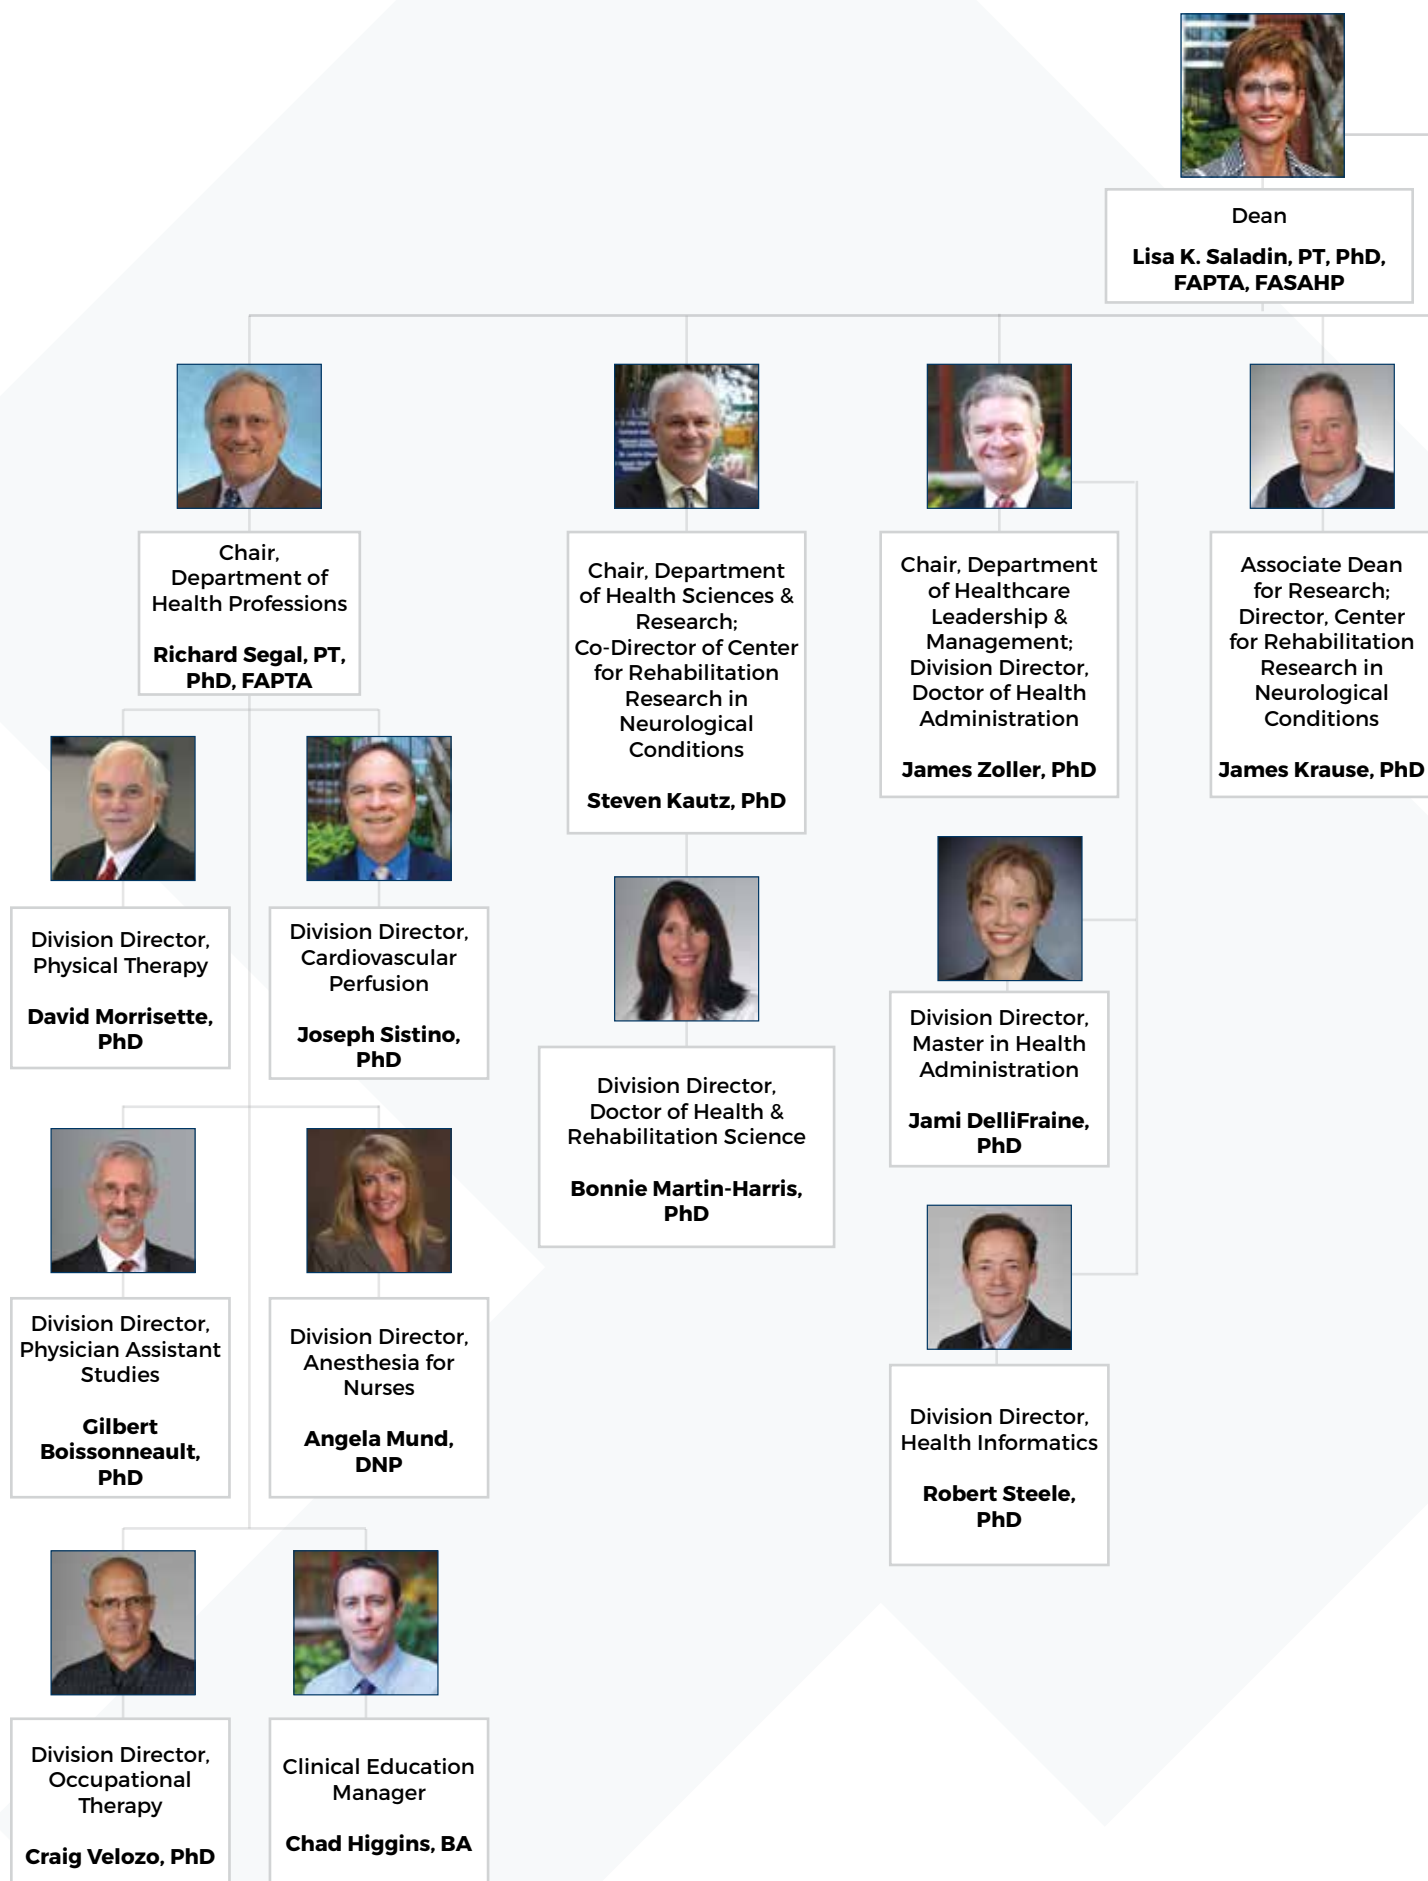 Dean
Lisa K. Saladin, PT, PhD,
FAPTA, FASAHP
Chair,
Department of
Health Professions
Richard Segal, PT,
PhD, FAPTA
Chair, Department
of Health Sciences &
Research;
Co-Director of Center
for Rehabilitation
Research in
Neurological
Conditions
Steven Kautz, PhD
Chair, Department
of Healthcare
Leadership &
Management;
Division Director,
Doctor of Health
Administration
James Zoller, PhD
Associate Dean
for Research;
Director, Center
for Rehabilitation
Research in
Neurological
Conditions
James Krause, PhD
Division Director,
Physical Therapy
David Morrisette,
PhD
Division Director,
Cardiovascular
Perfusion
Joseph Sistino,
PhD
Division Director,
Doctor of Health &
Rehabilitation Science
Bonnie Martin-Harris,
PhD
Division Director,
Master in Health
Administration
Jami DelliFraine,
PhD
Division Director,
Physician Assistant
Studies
Gilbert
Boissonneault,
PhD
Division Director,
Anesthesia for
Nurses
Angela Mund,
DNP
Division Director,
Health Informatics
Robert Steele,
PhD
Division Director,
Occupational
Therapy
Craig Velozo, PhD
Clinical Education
Manager
Chad Higgins, BA